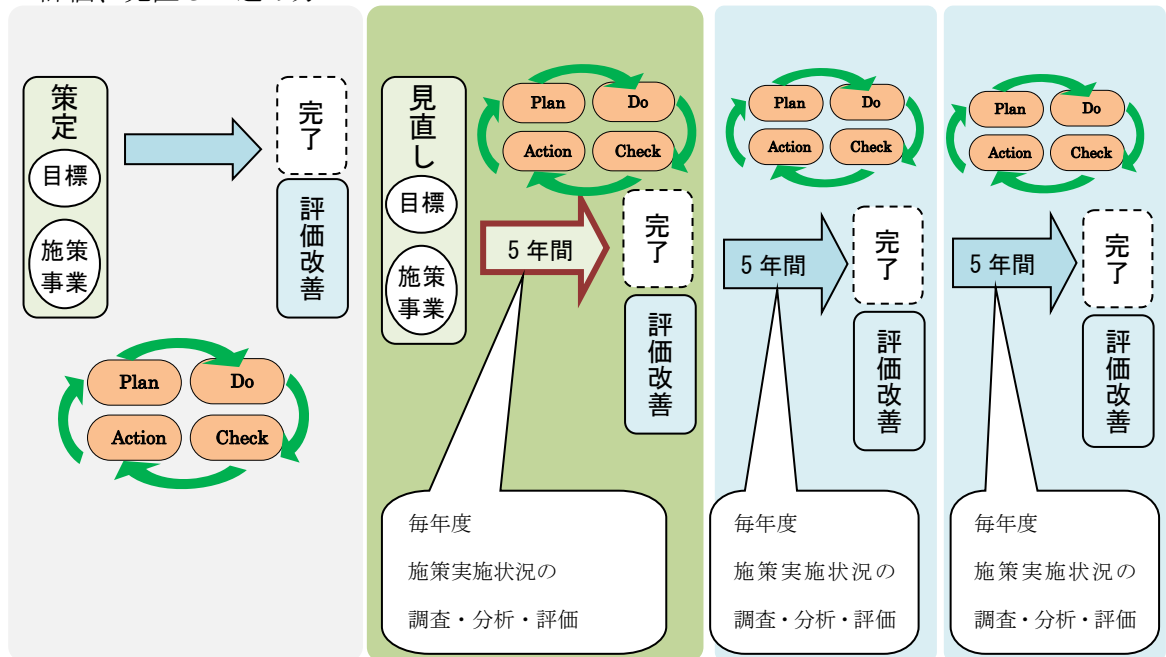 策定
目標
施策
事業
完了
評価改善
Plan
Do
Action
Check
見直し
目標
施策
事業
Plan
Do
Action
Check
5年間
完了
評価改善
毎年度
施策実施状況の
調査・分析・評価
Plan
Do
Action
Check
5年間
完了
評価改善
毎年度
施策実施状況の
調査・分析・評価
Plan
Do
Action
Check
5年間
完了
評価改善
毎年度
施策実施状況の
調査・分析・評価